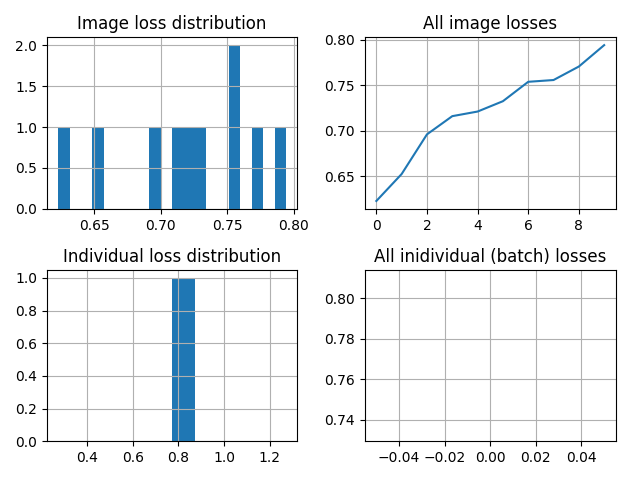 Image loss distribution
2.0
1.5
1.0
0.5
0.0
0.65 0.70 0.75 0.80
All image losses
0.80
0.75
0.70
0.65
0 2 4 6 8
Individual loss distribution
1.0
0.8
0.6
0.4
0.2
0.0
0.4 0.6 0.8 1.0 1.2
All inidividual (batch) losses
0.80
0.78
0.76
0.74
−0.04 −0.02 0.00 0.02 0.04